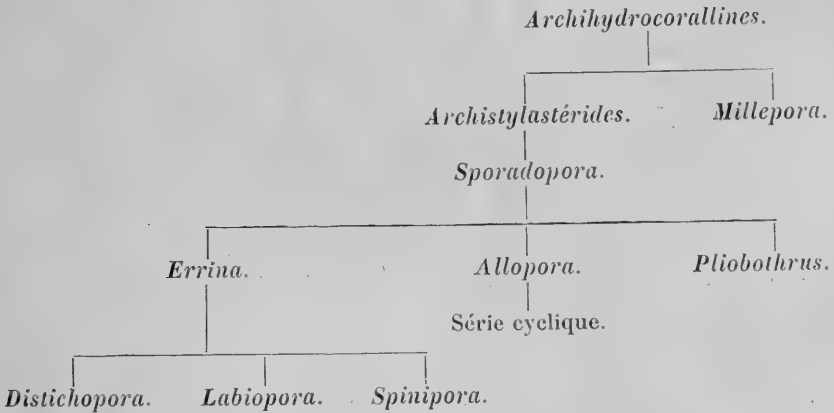 Archihydrocorallines.
Archistylastérides. Millepora.
Sporadopora.
Errina. Allopora. Pliobothrus.
Série cyclique.
Distichopora. Labiopora. Spinipora.